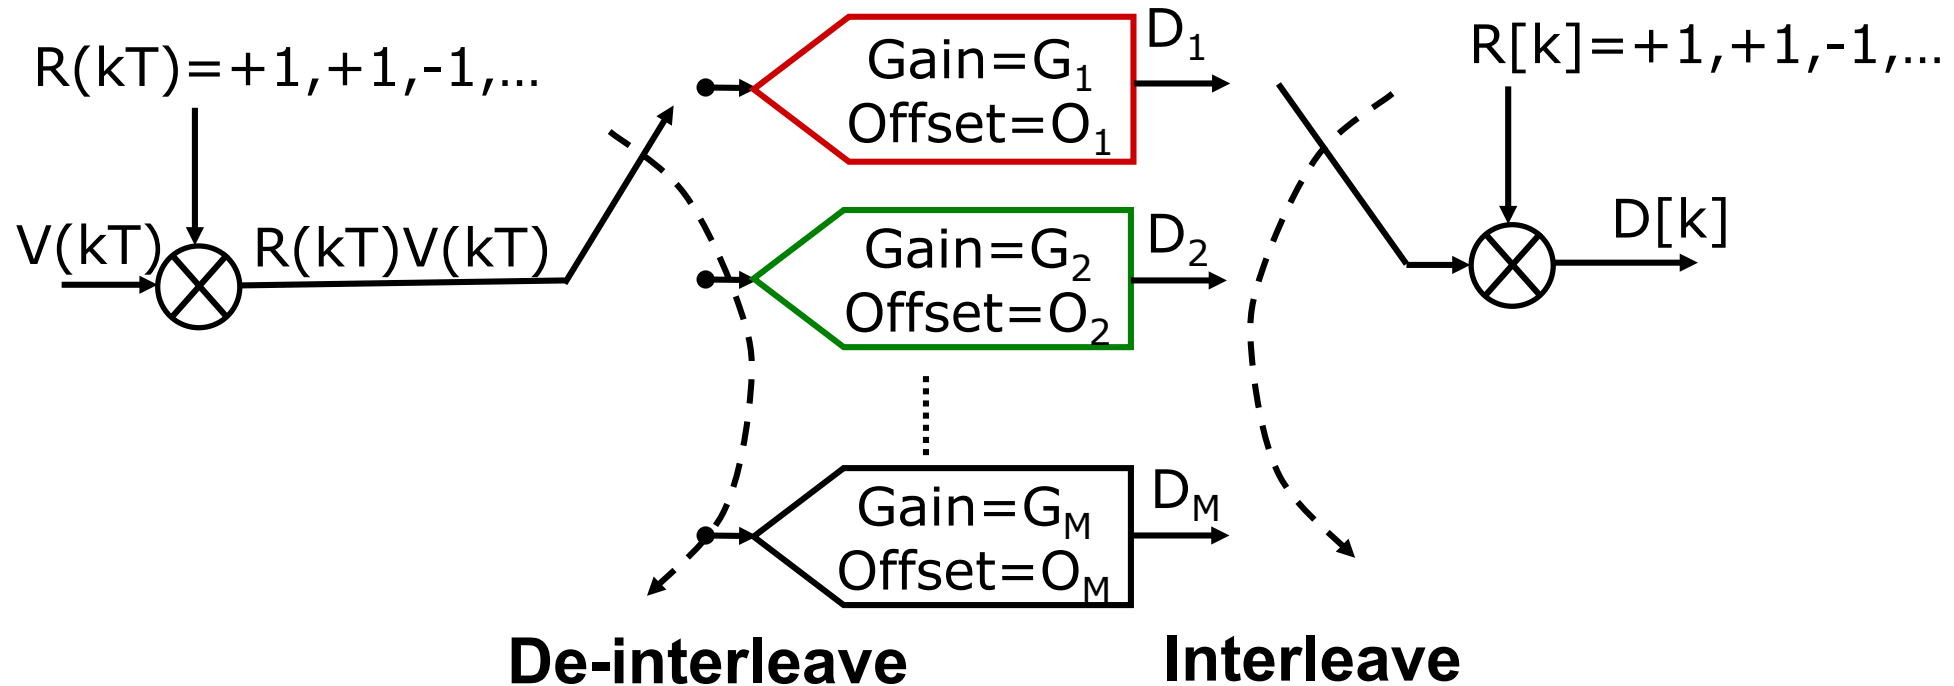 R(kT)=+1,+1,-1,…
V(kT)
R(kT)V(kT)
Gain=G1
Offset=O1
D1
Gain=G2
Offset=O2
D2
Gain=GM
Offset=OM
DM
R[k]=+1,+1,-1,…
D[k]
De-interleave
Interleave